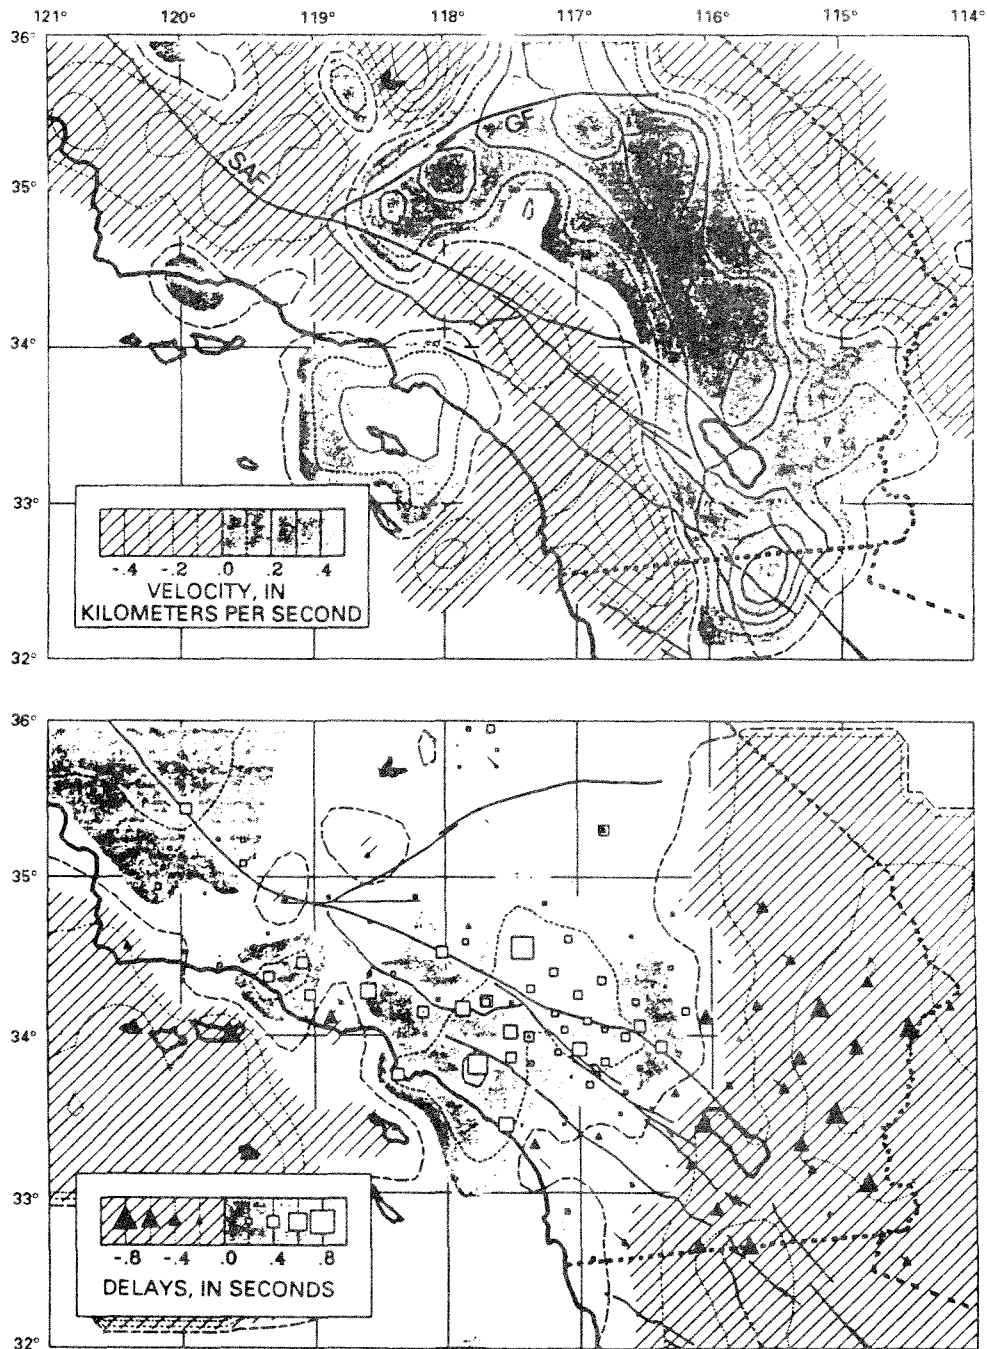 121° 120° 119° 118° 117° 116° 115° 114°
36°
GF
SAF
35°
34°
33°
-.4 -.2 .0 .2 .4
VELOCITY, IN
KILOMETERS PER SECOND
32°
36°
35°
34°
33°
-.8 -.4 .0 .4 .8
DELAYS, IN SECONDS
32°